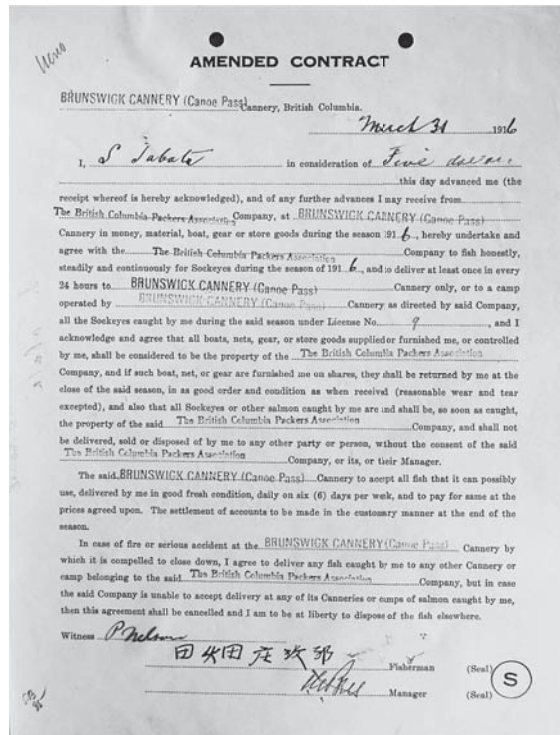 AMENDED CONTRACT
BRUNSWICK CANNERY (Canoe Pass) Cannery, British Columbia.
March 31 1916
I, S Tabata in consideration of Five dollars
this day advanced me (the
receipt whereof is hereby acknowledged), and of any further advances I may receive from
The British Columbia Packers Association Company, at BRUNSWICK CANNERY (Canoe Pass)
Cannery in money, material, boat, gear or store goods during the season 1916, hereby undertake and
agree with the The British Columbia Packers Association Company to fish honestly,
steadily and continuously for Sockeyes during the season of 1916, and to deliver at least once in every
24 hours to BRUNSWICK CANNERY (Canoe Pass) Cannery only, or to a camp
operated by BRUNSWICK CANNERY (Canoe Pass) Cannery as directed by said Company,
all the Sockeyes caught by me during the said season under License No. 9, and I
acknowledge and agree that all boats, nets, gear, or store goods supplied or furnished me, or controlled
by me, shall be considered to be the property of the The British Columbia Packers Association
Company, and if such boat, net, or gear are furnished me on shares, they shall be returned by me at the
close of the said season, in as good order and condition as when received (reasonable wear and tear
excepted), and also that all Sockeyes or other salmon caught by me are and shall be, so soon as caught,
the property of the said The British Columbia Packers Association Company, and shall not
be delivered, sold or disposed of by me to any other party or person, without the consent of the said
The British Columbia Packers Association Company, or its, or their Manager.
The said BRUNSWICK CANNERY (Canoe Pass) Cannery to accept all fish that it can possibly
use, delivered by me in good fresh condition, daily on six (6) days per week, and to pay for same at the
prices agreed upon. The settlement of accounts to be made in the customary manner at the end of the
season.
In case of fire or serious accident at the BRUNSWICK CANNERY (Canoe Pass) Cannery by
which it is compelled to close down, I agree to deliver any fish caught by me to any other Cannery or
camp belonging to the said The British Columbia Packers Association Company, but in case
the said Company is unable to accept delivery at any of its Canneries or camps of salmon caught by me,
then this agreement shall be cancelled and I am to be at liberty to dispose of the fish elsewhere.
Witness P Nelson
田 Fisherman (Seal)
Manager (Seal)
S